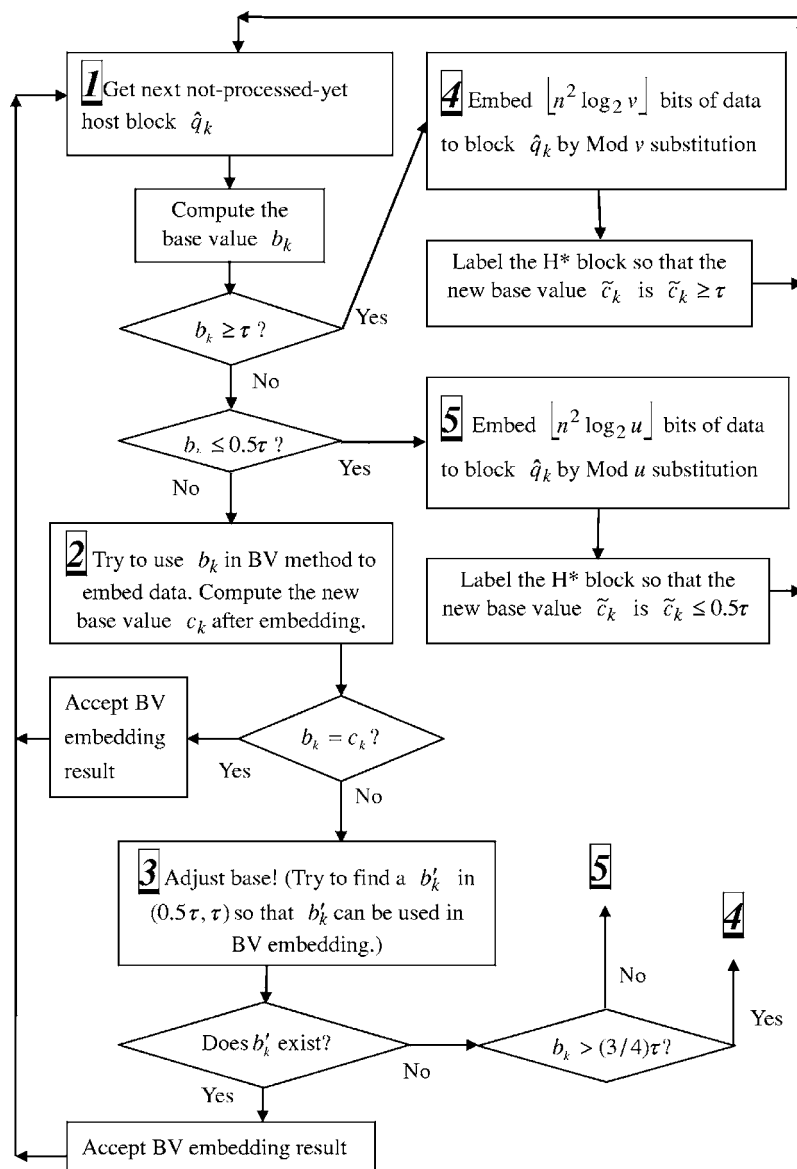 1 Get next not-processed-yet
host block q̂_k
Compute the
base value b_k
b_k ≥ τ ?
Yes
No
b_k ≤ 0.5τ ?
Yes
No
2 Try to use b_k in BV method to
embed data. Compute the new
base value c_k after embedding.
4 Embed ⌊n² log₂ v⌋ bits of data
to block q̂_k by Mod v substitution
Label the H* block so that the
new base value c̃_k is c̃_k ≥ τ
5 Embed ⌊n² log₂ u⌋ bits of data
to block q̂_k by Mod u substitution
Label the H* block so that the
new base value c̃_k is c̃_k ≤ 0.5τ
Accept BV
embedding
result
b_k = c_k ?
Yes
No
3 Adjust base! (Try to find a b′_k in
(0.5τ, τ) so that b′_k can be used in
BV embedding.)
Does b′_k exist?
No
Yes
b_k > (3/4)τ ?
No
5
Yes
4
Accept BV embedding result